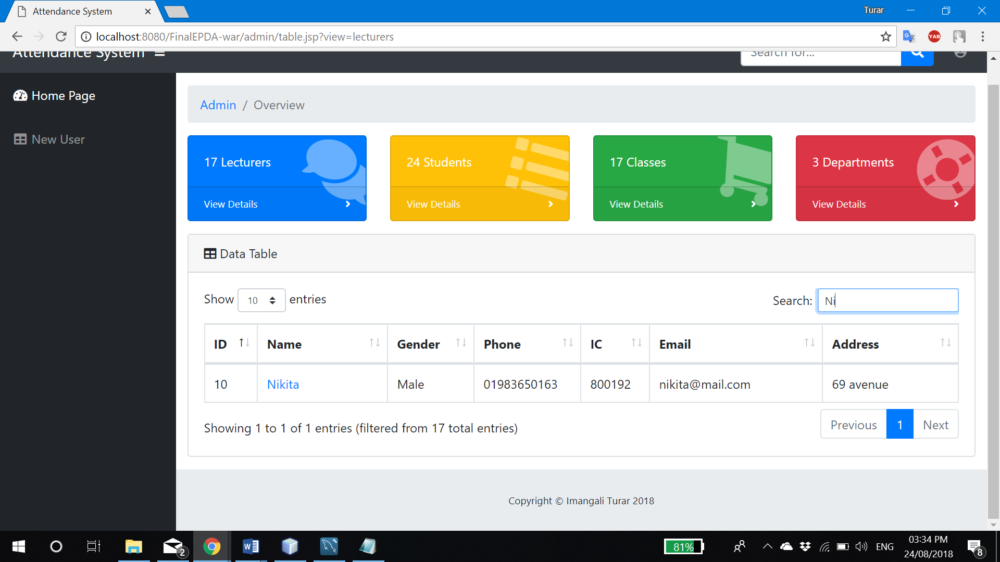 Attendance System
Turar
localhost:8080/FinalEPDA-war/admin/table.jsp?view=lecturers
YAB
Attendance System
Search for...
Home Page
New User
Admin / Overview
17 Lecturers
View Details
24 Students
View Details
17 Classes
View Details
3 Departments
View Details
Data Table
Show 10 entries
Search: Ni
ID Name Gender Phone IC Email Address
10 Nikita Male 01983650163 800192 nikita@mail.com 69 avenue
Showing 1 to 1 of 1 entries (filtered from 17 total entries)
Previous 1 Next
Copyright © Imangali Turar 2018
2
81%
ENG
03:34 PM
24/08/2018
8